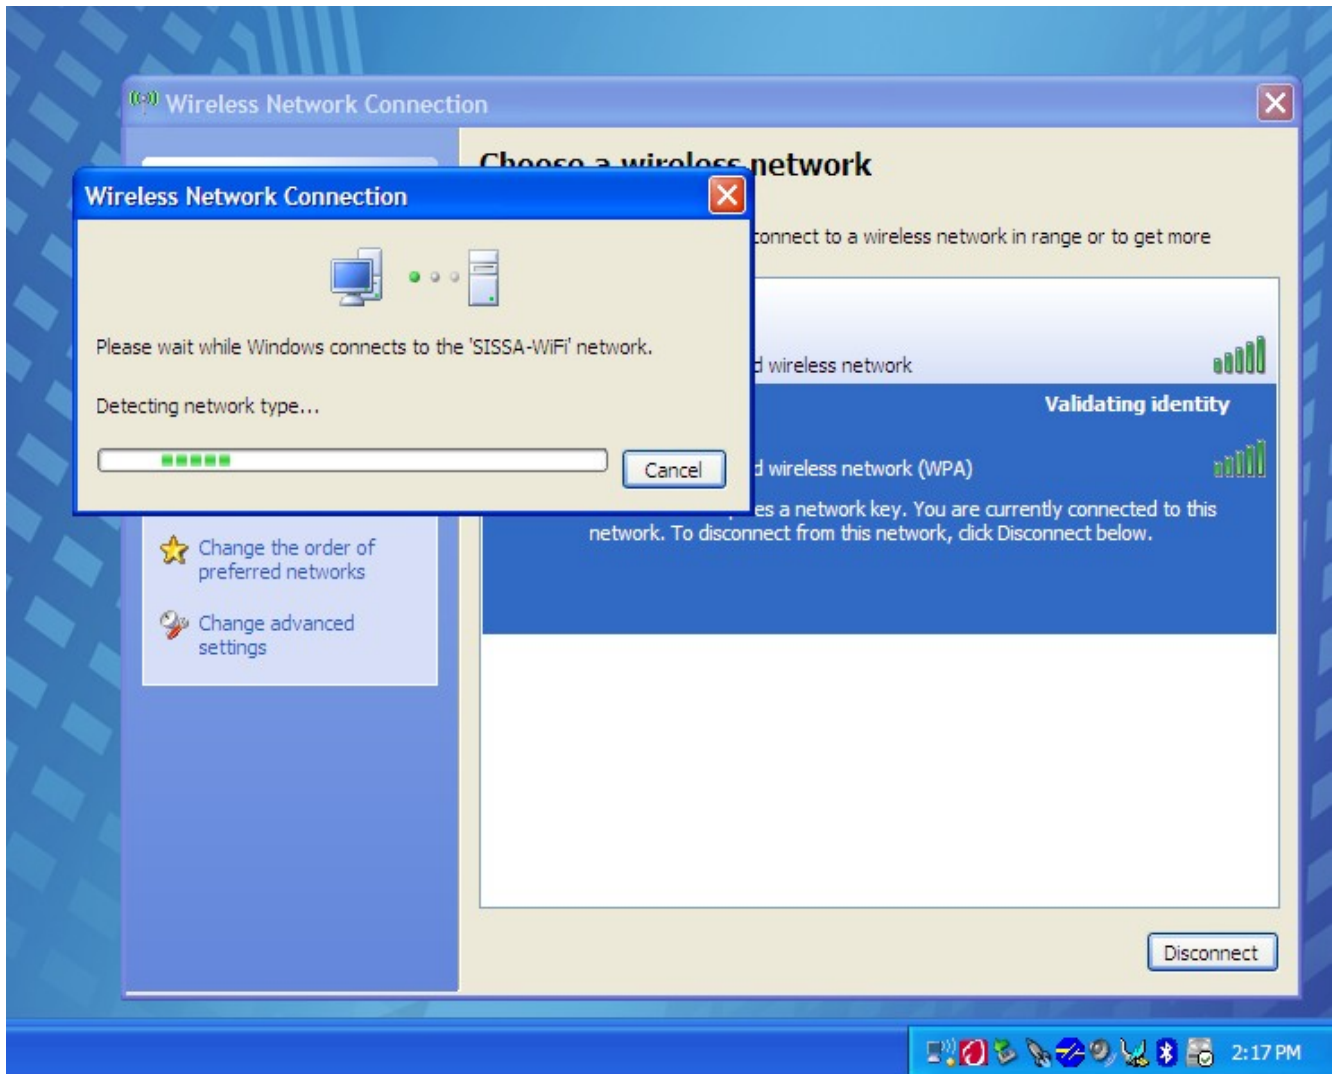 Wireless Network Connection
Choose a wireless network
Wireless Network Connection
connect to a wireless network in range or to get more
Please wait while Windows connects to the 'SISSA-WiFi' network.
wireless network
Detecting network type...
Validating identity
Cancel
wireless network (WPA)
a network key. You are currently connected to this
network. To disconnect from this network, click Disconnect below.
Change the order of
preferred networks
Change advanced
settings
Disconnect
2:17 PM